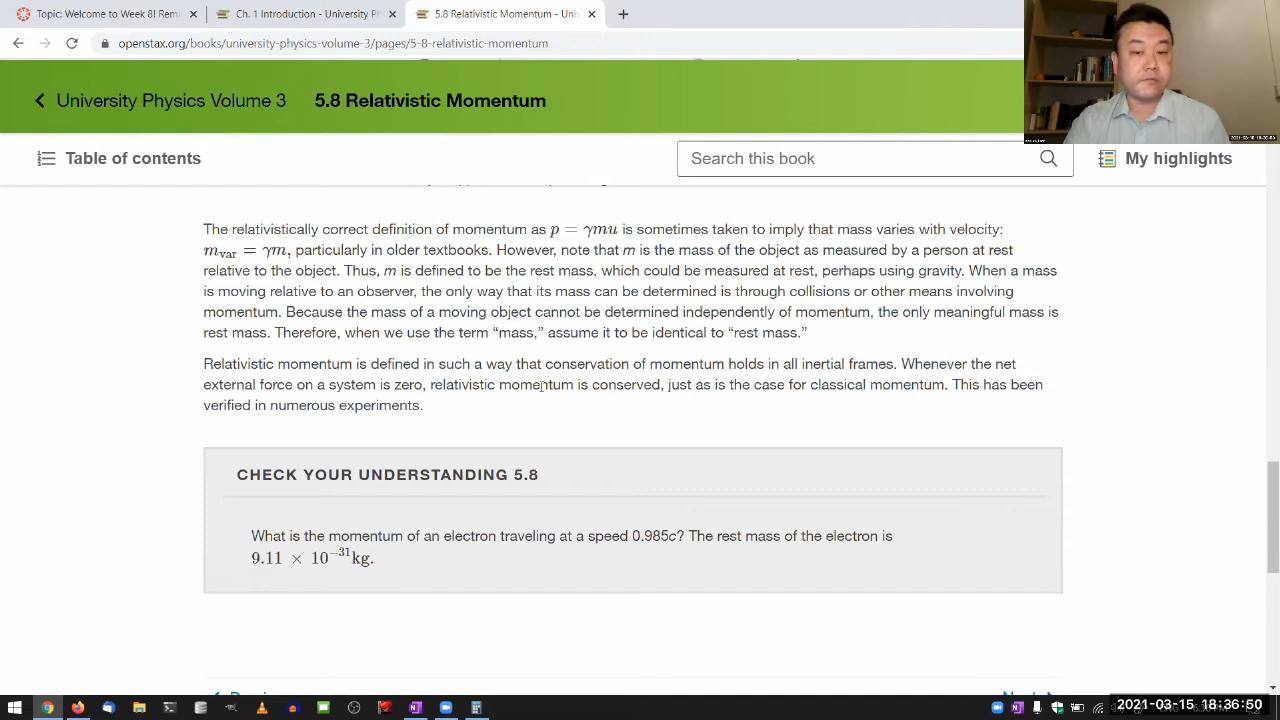 Topic: Welcome to Week 8! Rem
Ch. 1 Introduction - University P
5.8 Relativistic Momentum - Univ
openstax.org/books/university-physics-volume-3/pages/5-8-relativistic-momentum
University Physics Volume 3 5.8 Relativistic Momentum
Table of contents
Search this book
My highlights
The relativistically correct definition of momentum as p = γmu is sometimes taken to imply that mass varies with velocity:
m_var = γm, particularly in older textbooks. However, note that m is the mass of the object as measured by a person at rest
relative to the object. Thus, m is defined to be the rest mass, which could be measured at rest, perhaps using gravity. When a mass
is moving relative to an observer, the only way that its mass can be determined is through collisions or other means involving
momentum. Because the mass of a moving object cannot be determined independently of momentum, the only meaningful mass is
rest mass. Therefore, when we use the term “mass,” assume it to be identical to “rest mass.”
Relativistic momentum is defined in such a way that conservation of momentum holds in all inertial frames. Whenever the net
external force on a system is zero, relativistic momentum is conserved, just as is the case for classical momentum. This has been
verified in numerous experiments.
CHECK YOUR UNDERSTANDING 5.8
What is the momentum of an electron traveling at a speed 0.985c? The rest mass of the electron is
9.11 × 10⁻³¹kg.
2021-03-15 18:36:50